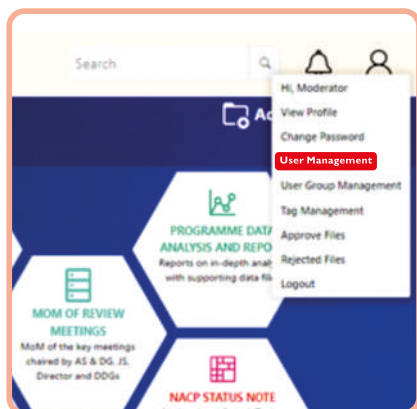 Search
Hi, Moderator
View Profile
Change Password
User Management
User Group Management
Tag Management
Approve Files
Rejected Files
Logout
PROGRAMME DATA
ANALYSIS AND REPO
Reports on in-depth analy
with supporting data file
MOM OF REVIEW
MEETINGS
MoM of the key meetings
chaired by AS & DG, JS,
Director and DDGs
NACP STATUS NOTE